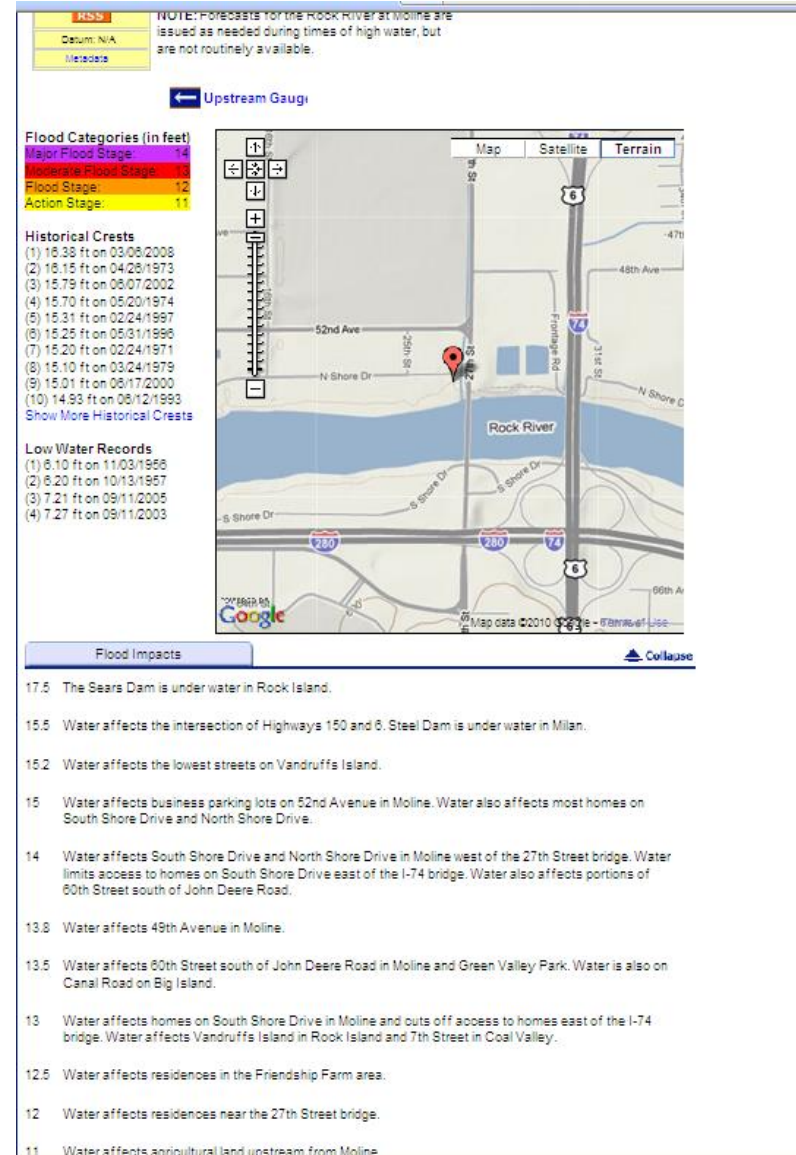 RSS
Datum: N/A
Metadata
NOTE: Forecasts for the Rock River at Moline are
issued as needed during times of high water, but
are not routinely available.
Upstream Gauge
Flood Categories (in feet)
Major Flood Stage: 14
Moderate Flood Stage: 13
Flood Stage: 12
Action Stage: 11
Historical Crests
(1) 16.38 ft on 03/06/2008
(2) 16.15 ft on 04/26/1973
(3) 15.79 ft on 06/07/2002
(4) 15.70 ft on 05/20/1974
(5) 15.31 ft on 02/24/1997
(6) 15.25 ft on 05/31/1996
(7) 15.20 ft on 02/24/1971
(8) 15.10 ft on 03/24/1979
(9) 15.01 ft on 06/17/2000
(10) 14.93 ft on 06/12/1993
Show More Historical Crests
Low Water Records
(1) 6.10 ft on 11/03/1956
(2) 6.20 ft on 10/13/1957
(3) 7.21 ft on 09/11/2005
(4) 7.27 ft on 09/11/2003
Map Satellite Terrain
6
48th Ave
74
52nd Ave
16th St
25th St
27th St
Frontage Rd
31st St
N Shore Dr
N Shore
Rock River
S Shore Dr
S Shore Dr
S Shore Dr
280
280
74
6
Google
Map data ©2010 Google - Terms of Use
Flood Impacts
Collapse
17.5 The Sears Dam is under water in Rock Island.
15.5 Water affects the intersection of Highways 150 and 6. Steel Dam is under water in Milan.
15.2 Water affects the lowest streets on Vandruffs Island.
15 Water affects business parking lots on 52nd Avenue in Moline. Water also affects most homes on
South Shore Drive and North Shore Drive.
14 Water affects South Shore Drive and North Shore Drive in Moline west of the 27th Street bridge. Water
limits access to homes on South Shore Drive east of the I-74 bridge. Water also affects portions of
60th Street south of John Deere Road.
13.8 Water affects 49th Avenue in Moline.
13.5 Water affects 60th Street south of John Deere Road in Moline and Green Valley Park. Water is also on
Canal Road on Big Island.
13 Water affects homes on South Shore Drive in Moline and cuts off access to homes east of the I-74
bridge. Water affects Vandruffs Island in Rock Island and 7th Street in Coal Valley.
12.5 Water affects residences in the Friendship Farm area.
12 Water affects residences near the 27th Street bridge.
11 Water affects agricultural land upstream from Moline.